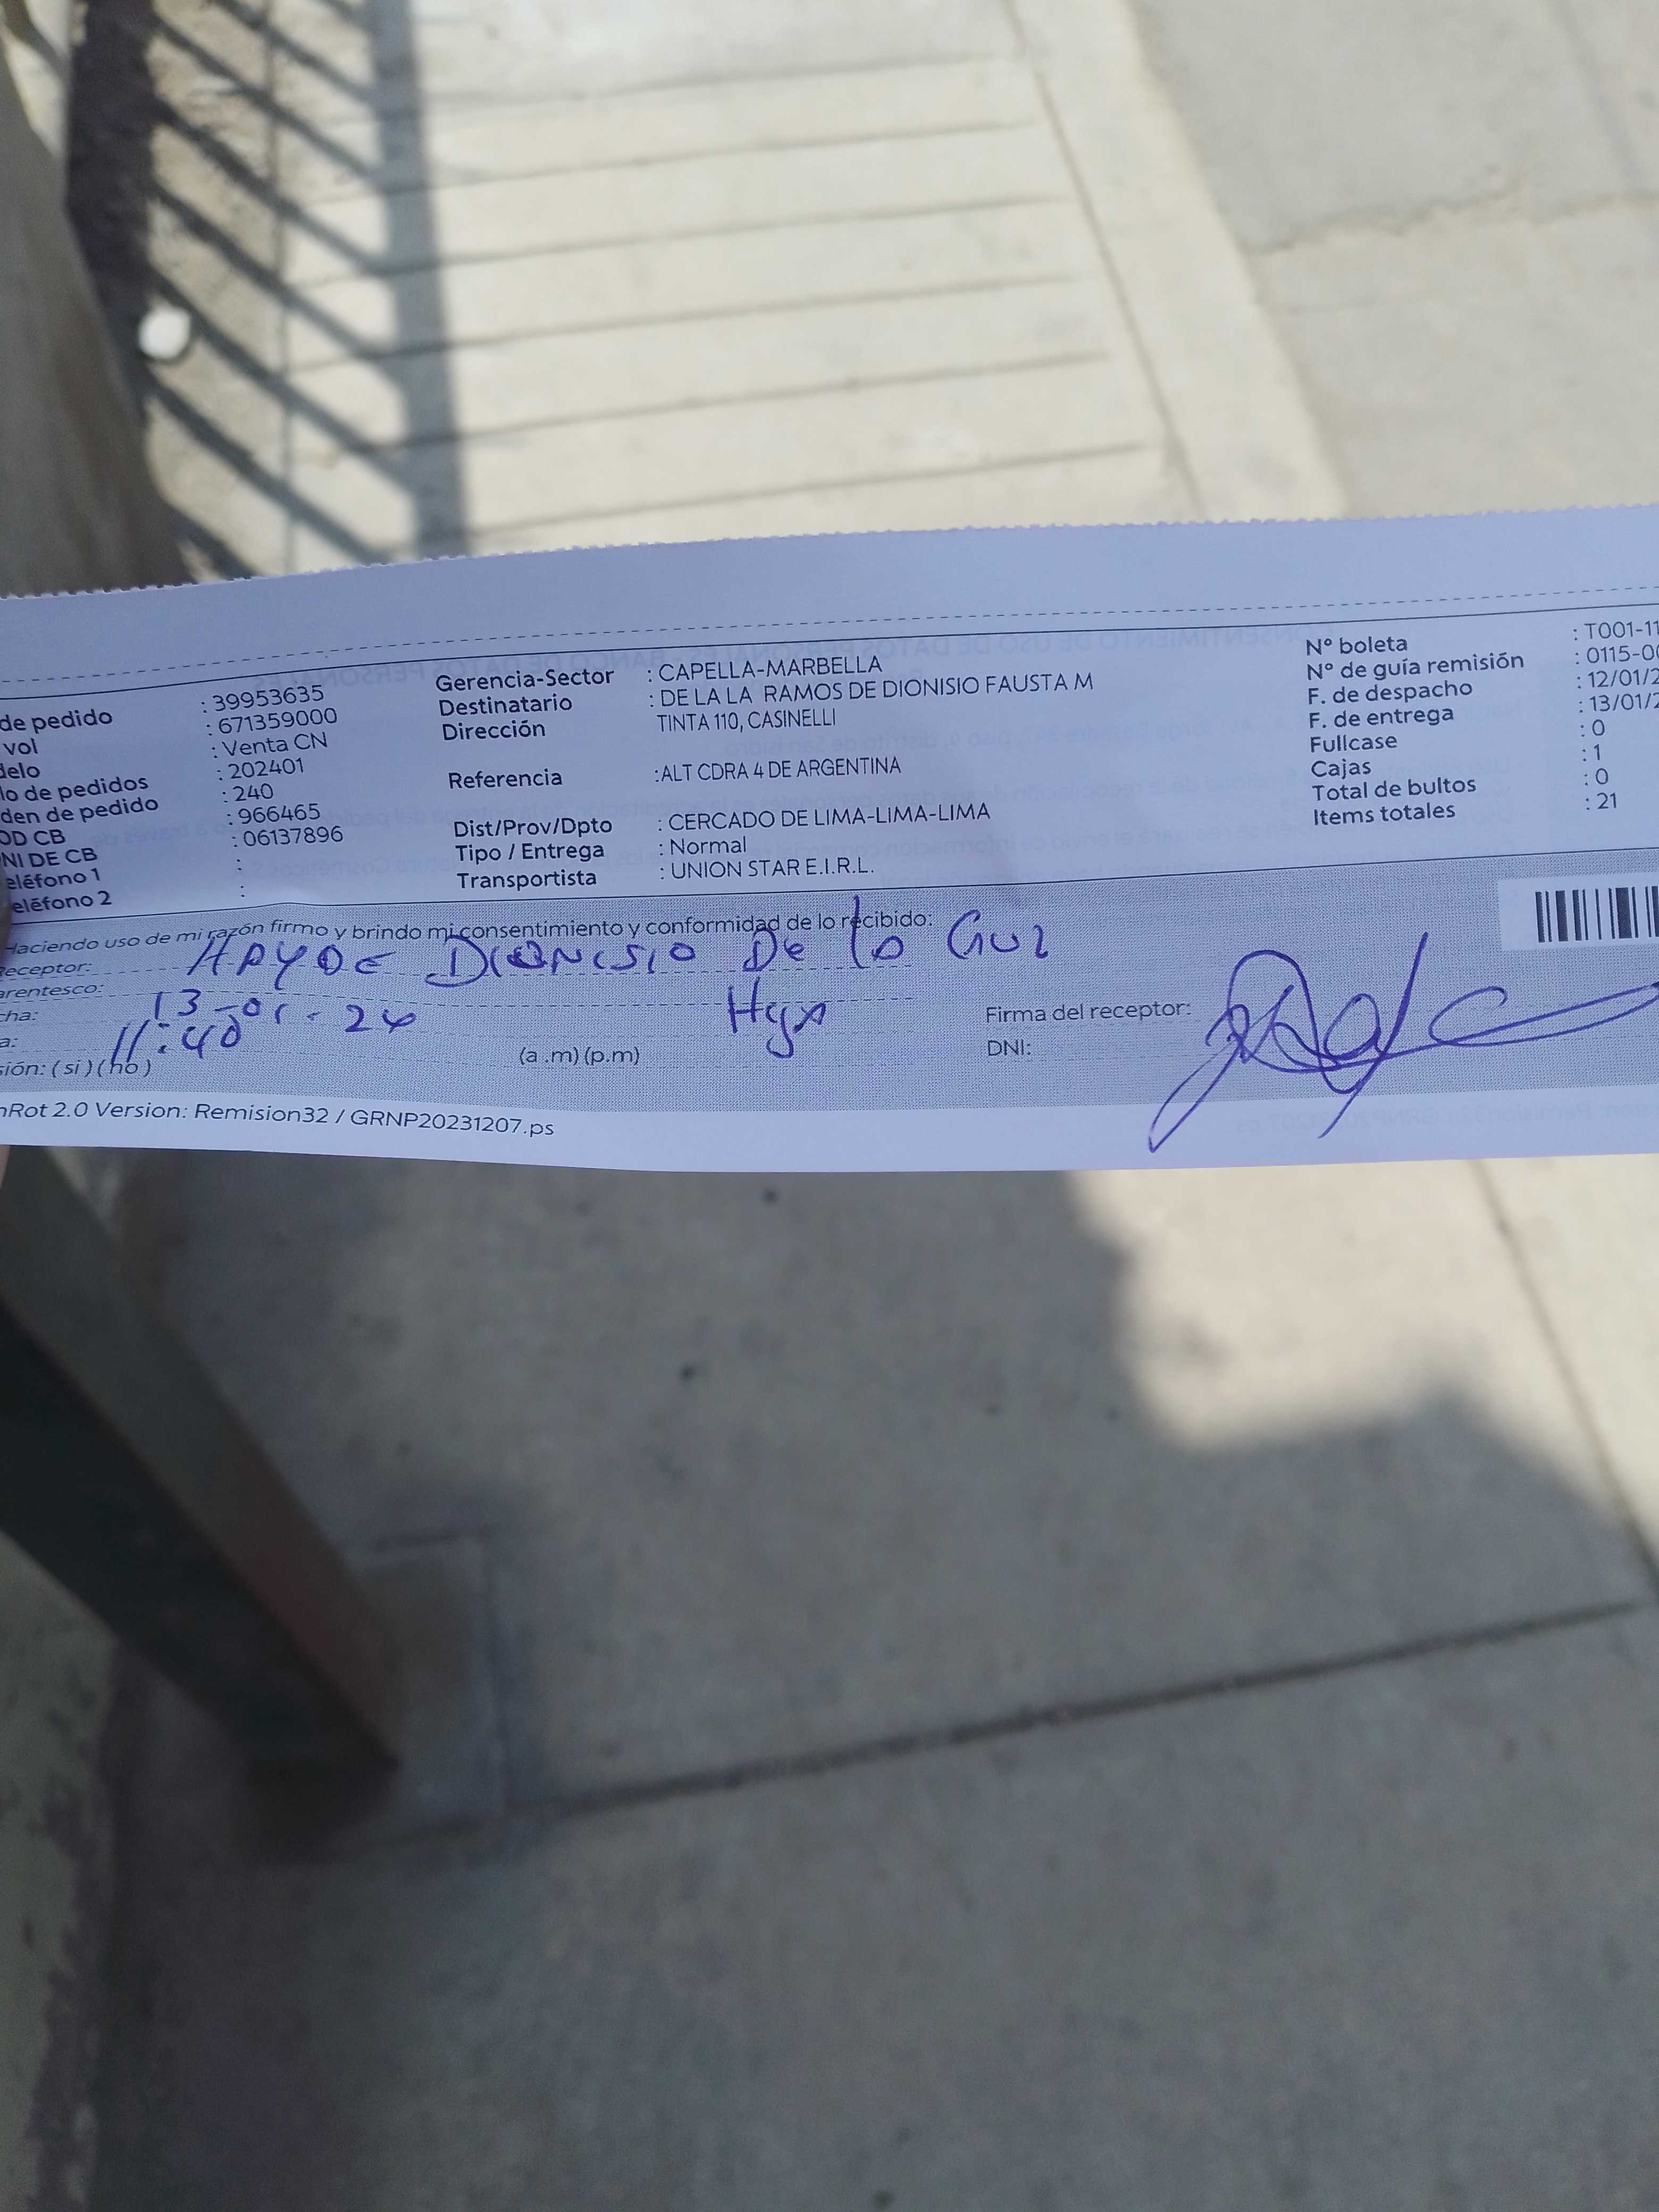 de pedido : 39953635
vol : 671359000
delo : Venta CN
lo de pedidos : 202401
den de pedido : 240
OD CB : 966465
NI DE CB : 06137896
eléfono 1 :
eléfono 2 :
Gerencia-Sector : CAPELLA-MARBELLA
Destinatario : DE LA LA RAMOS DE DIONISIO FAUSTA M
Dirección TINTA 110, CASINELLI
Referencia :ALT CDRA 4 DE ARGENTINA
Dist/Prov/Dpto : CERCADO DE LIMA-LIMA-LIMA
Tipo / Entrega : Normal
Transportista : UNION STAR E.I.R.L.
N° boleta : T001-11
N° de guía remisión : 0115-00
F. de despacho : 12/01/2
F. de entrega : 13/01/2
Fullcase : 0
Cajas : 1
Total de bultos : 0
Items totales : 21
Haciendo uso de mi razón firmo y brindo mi consentimiento y conformidad de lo recibido:
Receptor: HAYDE DIONISIO De la
arentesco:
cha: 13-01-24
a: 11:40 (a .m) (p.m)
sión: ( si ) ( no )
Firma del receptor:
DNI:
nRot 2.0 Version: Remision32 / GRNP20231207.ps